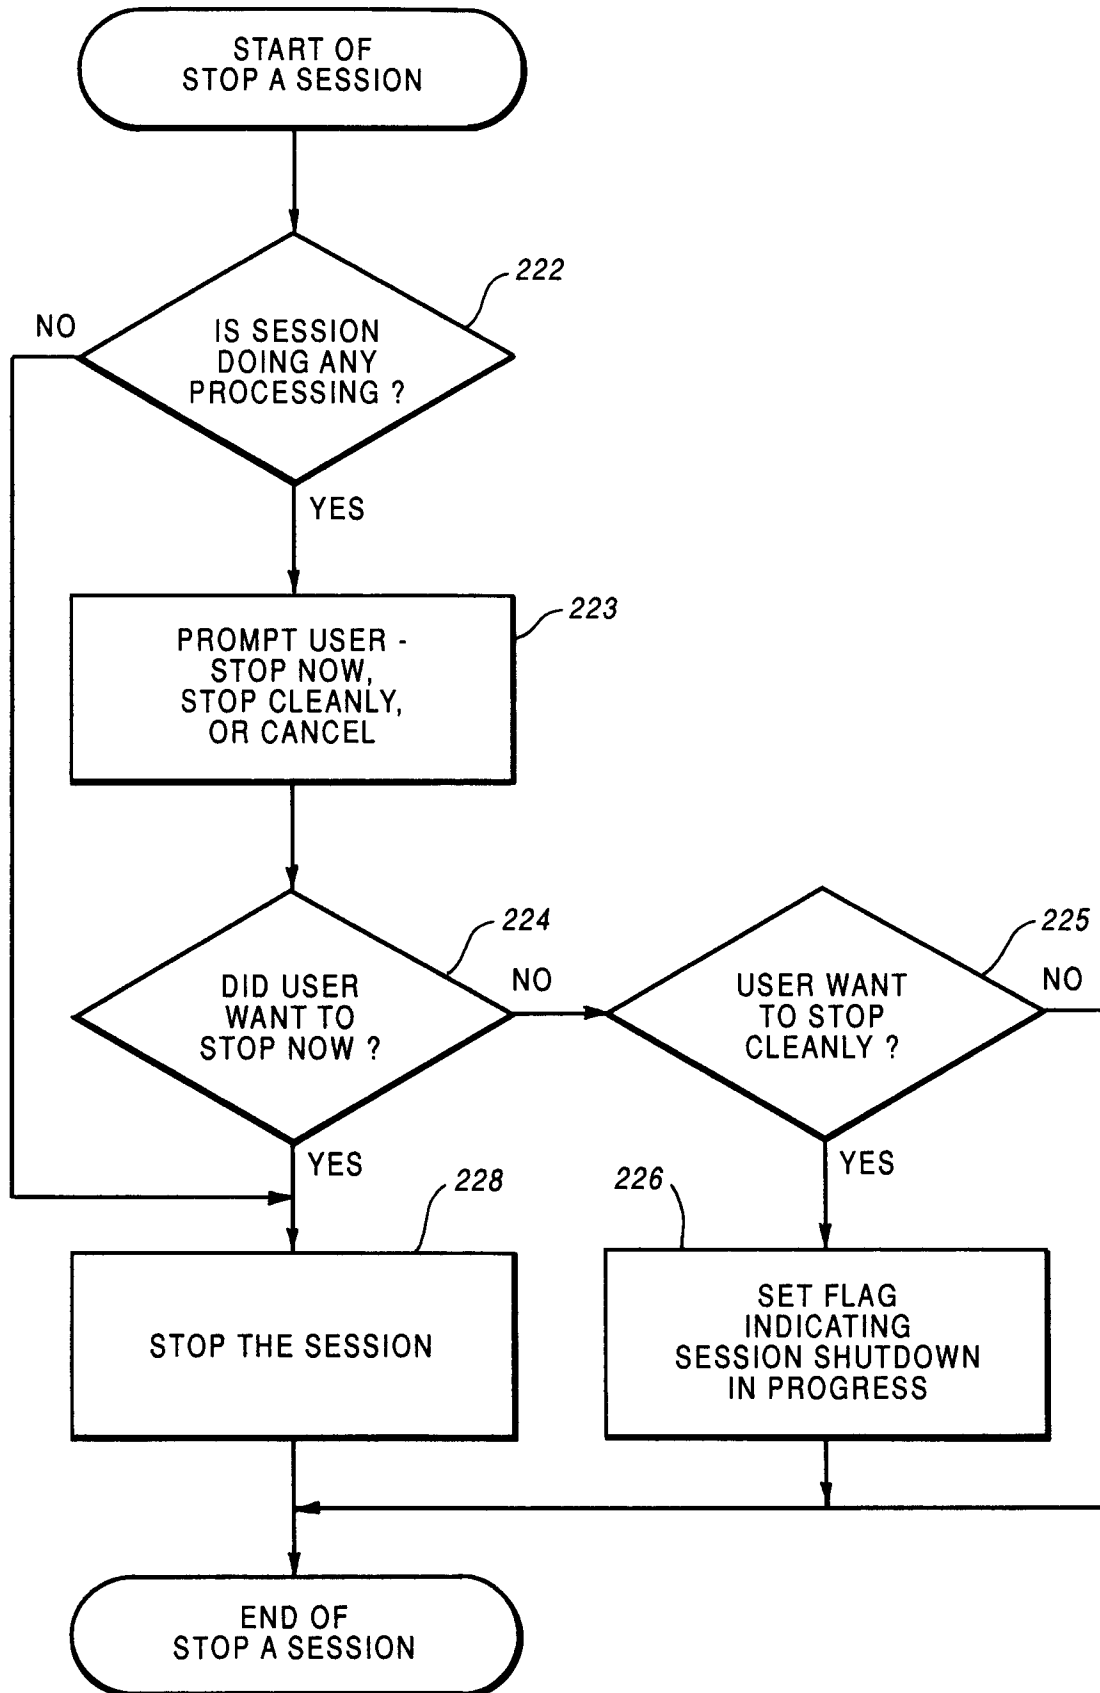 START OF
STOP A SESSION
222
NO
IS SESSION
DOING ANY
PROCESSING ?
YES
223
PROMPT USER -
STOP NOW,
STOP CLEANLY,
OR CANCEL
224
DID USER
WANT TO
STOP NOW ?
NO
225
USER WANT
TO STOP
CLEANLY ?
NO
YES
YES
228
STOP THE SESSION
226
SET FLAG
INDICATING
SESSION SHUTDOWN
IN PROGRESS
END OF
STOP A SESSION